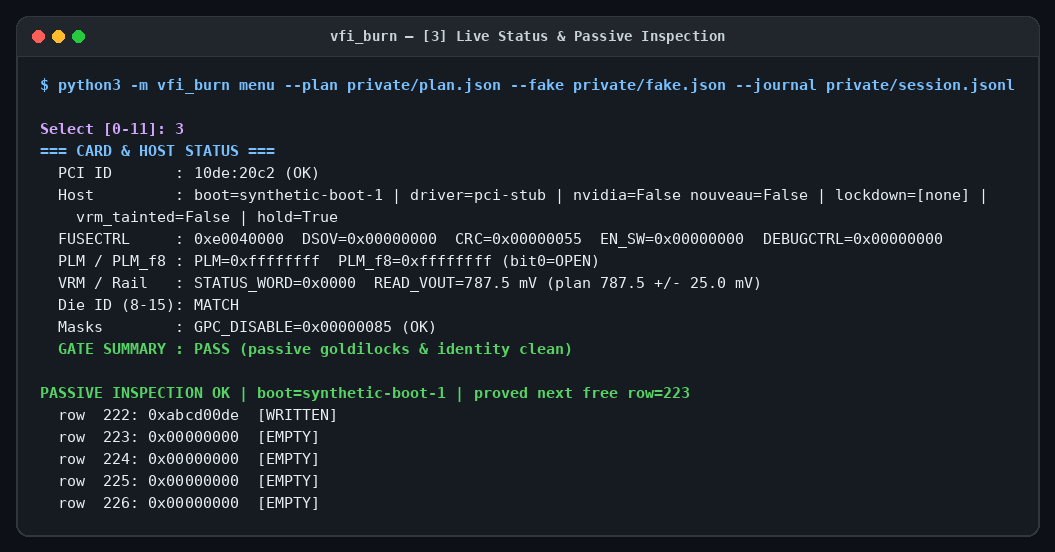 vfi_burn — [3] Live Status & Passive Inspection
$ python3 -m vfi_burn menu --plan private/plan.json --fake private/fake.json --journal private/session.jsonl
Select [0-11]: 3
=== CARD & HOST STATUS ===
PCI ID       : 10de:20c2 (OK)
Host         : boot=synthetic-boot-1 | driver=pci-stub | nvidia=False nouveau=False | lockdown=[none] |
vrm_tainted=False | hold=True
FUSECTRL     : 0xe0040000  DSOV=0x00000000  CRC=0x00000055  EN_SW=0x00000000  DEBUGCTRL=0x00000000
PLM / PLM_f8 : PLM=0xffffffff  PLM_f8=0xffffffff (bit0=OPEN)
VRM / Rail   : STATUS_WORD=0x0000  READ_VOUT=787.5 mV (plan 787.5 +/- 25.0 mV)
Die ID (8-15): MATCH
Masks        : GPC_DISABLE=0x00000085 (OK)
GATE SUMMARY : PASS (passive goldilocks & identity clean)
PASSIVE INSPECTION OK | boot=synthetic-boot-1 | proved next free row=223
row  222: 0xabcd00de  [WRITTEN]
row  223: 0x00000000  [EMPTY]
row  224: 0x00000000  [EMPTY]
row  225: 0x00000000  [EMPTY]
row  226: 0x00000000  [EMPTY]